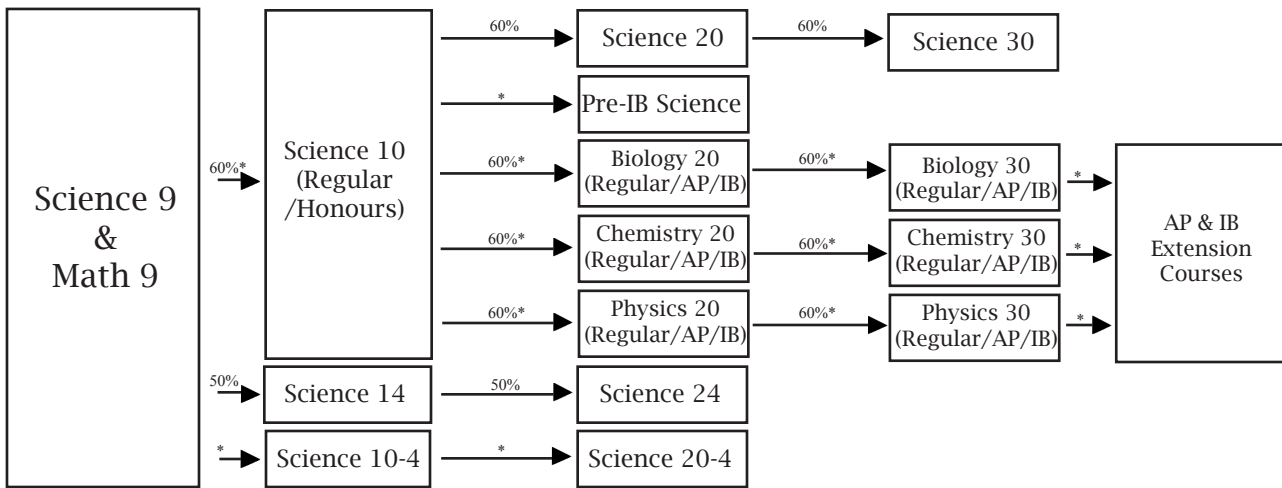 Science 9
&
Math 9
60%*
50%
*
Science 10
(Regular
/Honours)
Science 14
Science 10-4
60%
*
60%*
60%*
60%*
50%
*
Science 20
Pre-IB Science
Biology 20
(Regular/AP/IB)
Chemistry 20
(Regular/AP/IB)
Physics 20
(Regular/AP/IB)
Science 24
Science 20-4
60%
60%*
60%*
60%*
Science 30
Biology 30
(Regular/AP/IB)
Chemistry 30
(Regular/AP/IB)
Physics 30
(Regular/AP/IB)
*
*
*
AP & IB
Extension
Courses